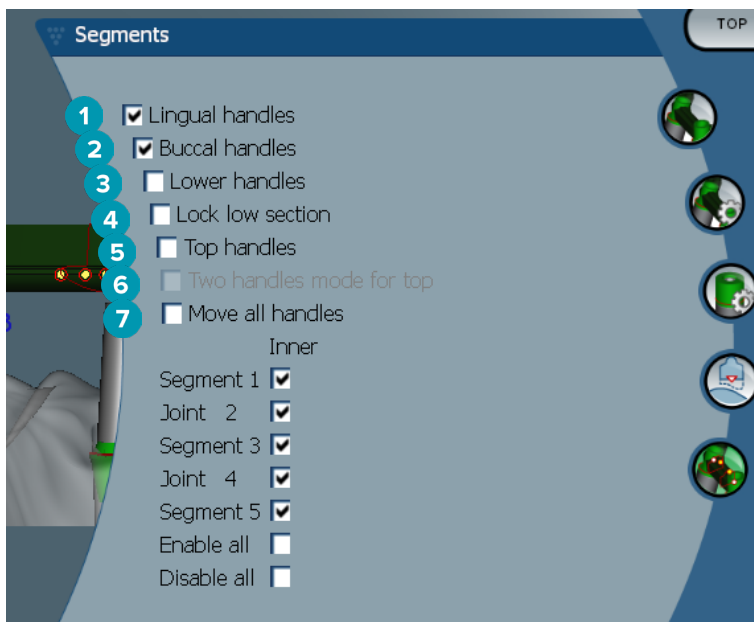 Segments
TOP
1 Lingual handles
2 Buccal handles
3 Lower handles
4 Lock low section
5 Top handles
6 Two handles mode for top
7 Move all handles
Inner
Segment 1
Joint 2
Segment 3
Joint 4
Segment 5
Enable all
Disable all